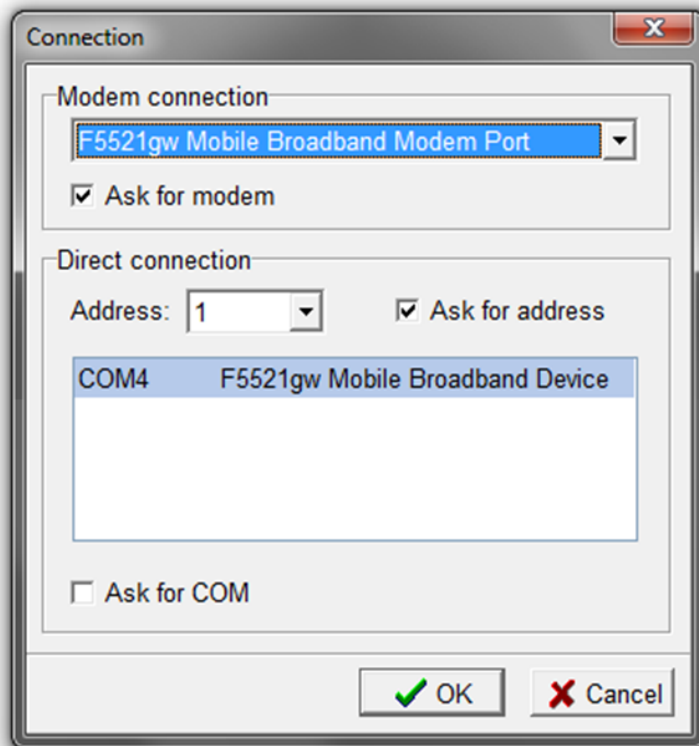 Connection
Modem connection
F5521gw Mobile Broadband Modem Port
Ask for modem
Direct connection
Address: 1 Ask for address
COM4 F5521gw Mobile Broadband Device
Ask for COM
OK Cancel